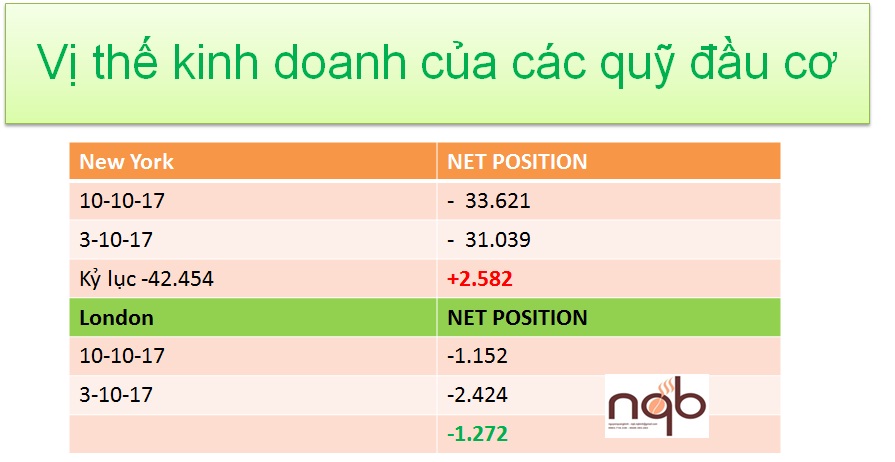 Vị thế kinh doanh của các quỹ đầu cơ
New York NET POSITION
10-10-17 - 33.621
3-10-17 - 31.039
Kỷ lục -42.454 +2.582
London NET POSITION
10-10-17 -1.152
3-10-17 -2.424
-1.272
nqb